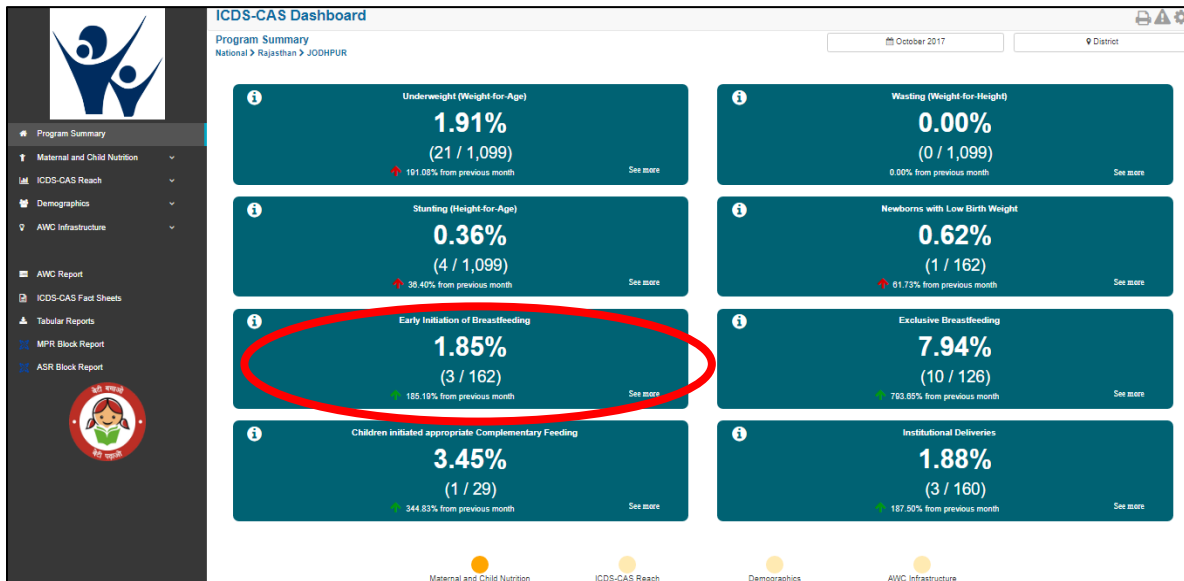 ICDS-CAS Dashboard
Program Summary
National > Rajasthan > JODHPUR
October 2017
District
Program Summary
Maternal and Child Nutrition
ICDS-CAS Reach
Demographics
AWC Infrastructure
AWC Report
ICDS-CAS Fact Sheets
Tabular Reports
MPR Block Report
ASR Block Report
बेटी बचाओ
बेटी पढ़ाओ
Underweight (Weight-for-Age)
1.91%
(21 / 1,099)
191.08% from previous month
See more
Wasting (Weight-for-Height)
0.00%
(0 / 1,099)
0.00% from previous month
See more
Stunting (Height-for-Age)
0.36%
(4 / 1,099)
36.40% from previous month
See more
Newborns with Low Birth Weight
0.62%
(1 / 162)
61.73% from previous month
See more
Early Initiation of Breastfeeding
1.85%
(3 / 162)
185.19% from previous month
See more
Exclusive Breastfeeding
7.94%
(10 / 126)
793.65% from previous month
See more
Children initiated appropriate Complementary Feeding
3.45%
(1 / 29)
344.83% from previous month
See more
Institutional Deliveries
1.88%
(3 / 160)
187.50% from previous month
See more
Maternal and Child Nutrition
ICDS-CAS Reach
Demographics
AWC Infrastructure